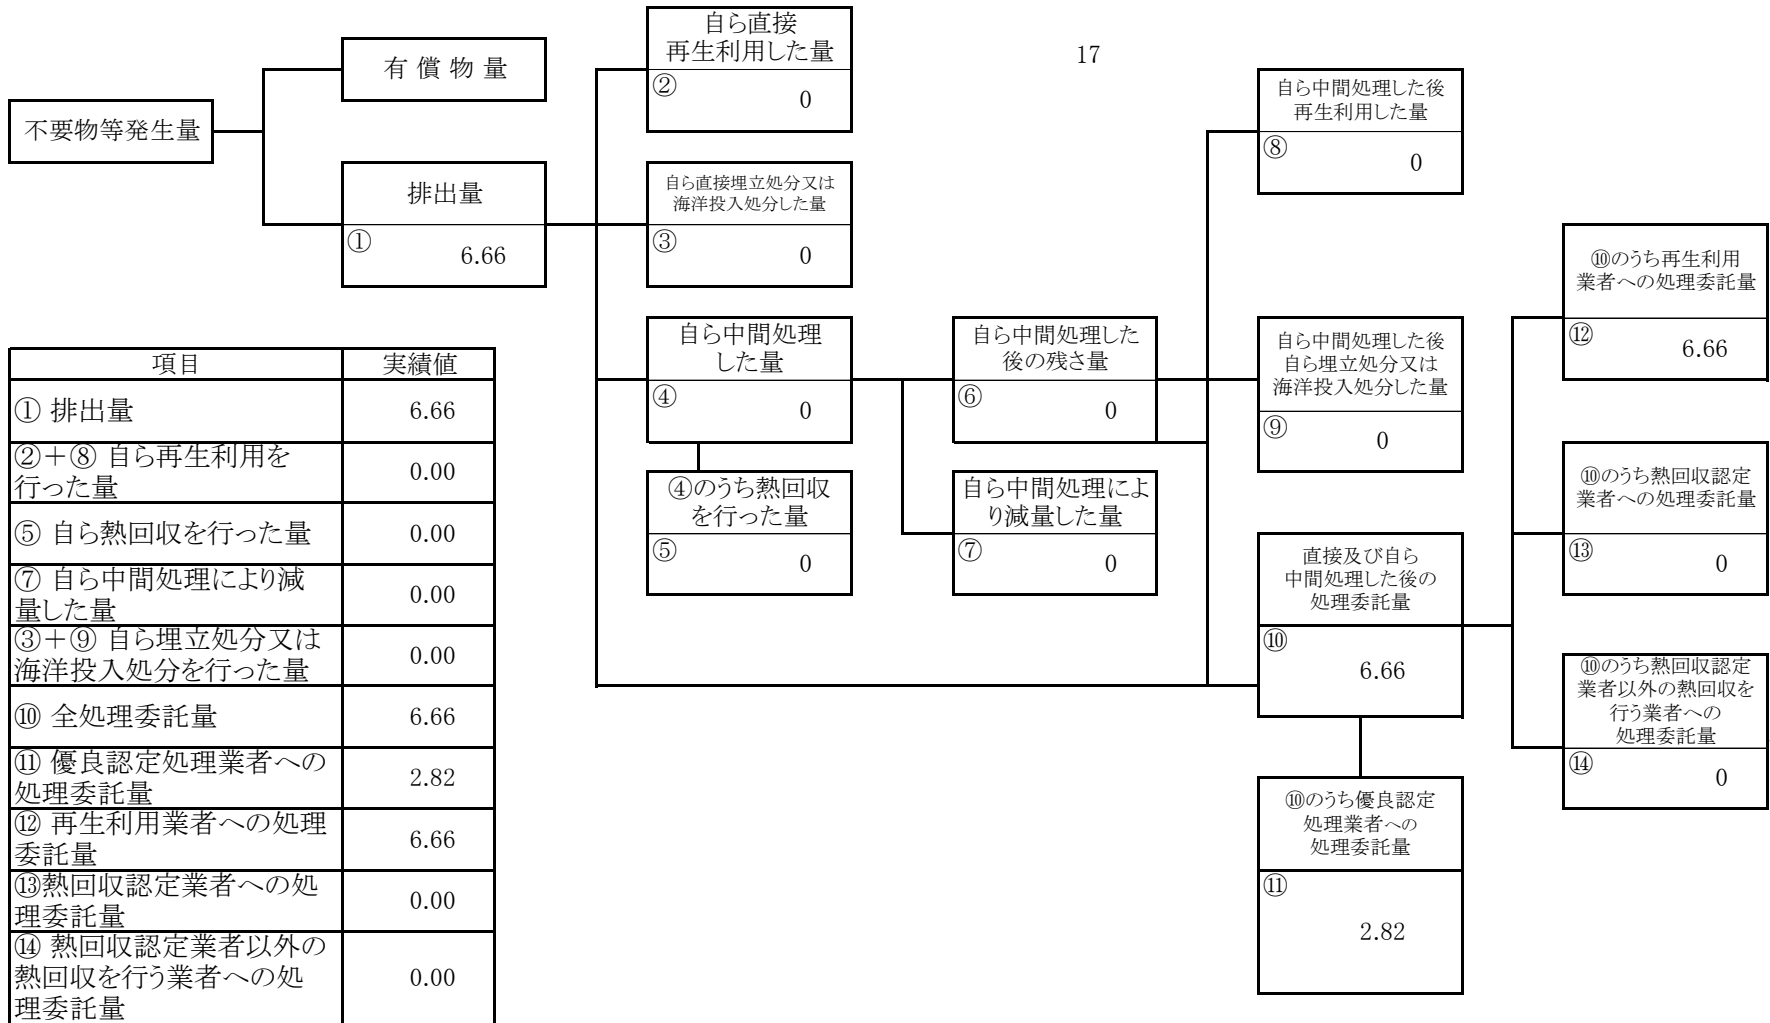 17
不要物等発生量
有 償 物 量
排出量
①
6.66
自ら直接
再生利用した量
②
0
自ら直接埋立処分又は
海洋投入処分した量
③
0
自ら中間処理
した量
④
0
④のうち熱回収
を行った量
⑤
0
自ら中間処理した
後の残さ量
⑥
0
自ら中間処理によ
り減量した量
⑦
0
自ら中間処理した後
再生利用した量
⑧
0
自ら中間処理した後
自ら埋立処分又は
海洋投入処分した量
⑨
0
直接及び自ら
中間処理した後の
処理委託量
⑩
6.66
⑩のうち優良認定
処理業者への
処理委託量
⑪
2.82
⑩のうち再生利用
業者への処理委託量
⑫
6.66
⑩のうち熱回収認定
業者への処理委託量
⑬
0
⑩のうち熱回収認定
業者以外の熱回収を
行う業者への
処理委託量
⑭
0
項目 実績値
① 排出量 6.66
②＋⑧ 自ら再生利用を
行った量 0.00
⑤ 自ら熱回収を行った量 0.00
⑦ 自ら中間処理により減
量した量 0.00
③＋⑨ 自ら埋立処分又は
海洋投入処分を行った量 0.00
⑩ 全処理委託量 6.66
⑪ 優良認定処理業者への
処理委託量 2.82
⑫ 再生利用業者への処理
委託量 6.66
⑬熱回収認定業者への処
理委託量 0.00
⑭ 熱回収認定業者以外の
熱回収を行う業者への処
理委託量 0.00